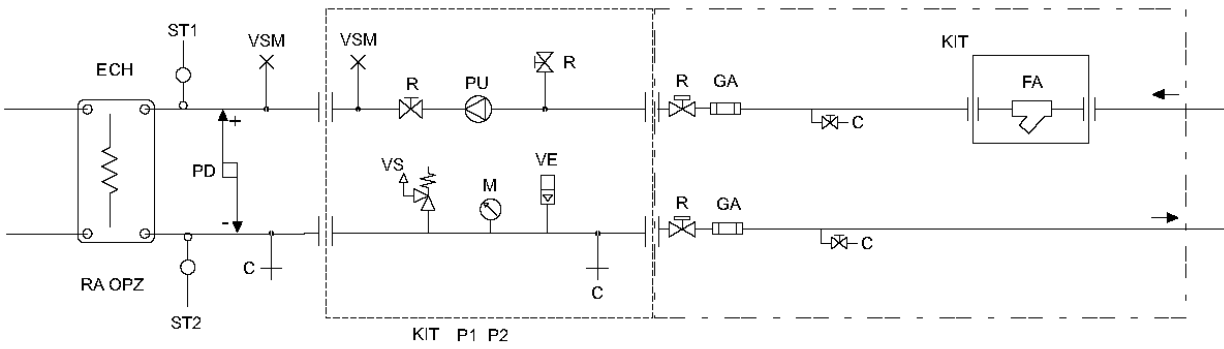 ST1
VSM
VSM
KIT
ECH
R
PU
R
R
GA
FA
+
C
PD
VS
M
VE
R
GA
-
C
C
C
RA OPZ
ST2
KIT P1 P2